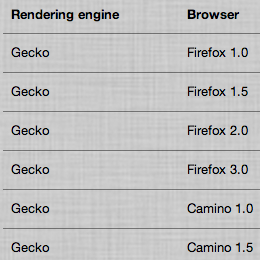 Rendering engine Browser
Gecko Firefox 1.0
Gecko Firefox 1.5
Gecko Firefox 2.0
Gecko Firefox 3.0
Gecko Camino 1.0
Gecko Camino 1.5